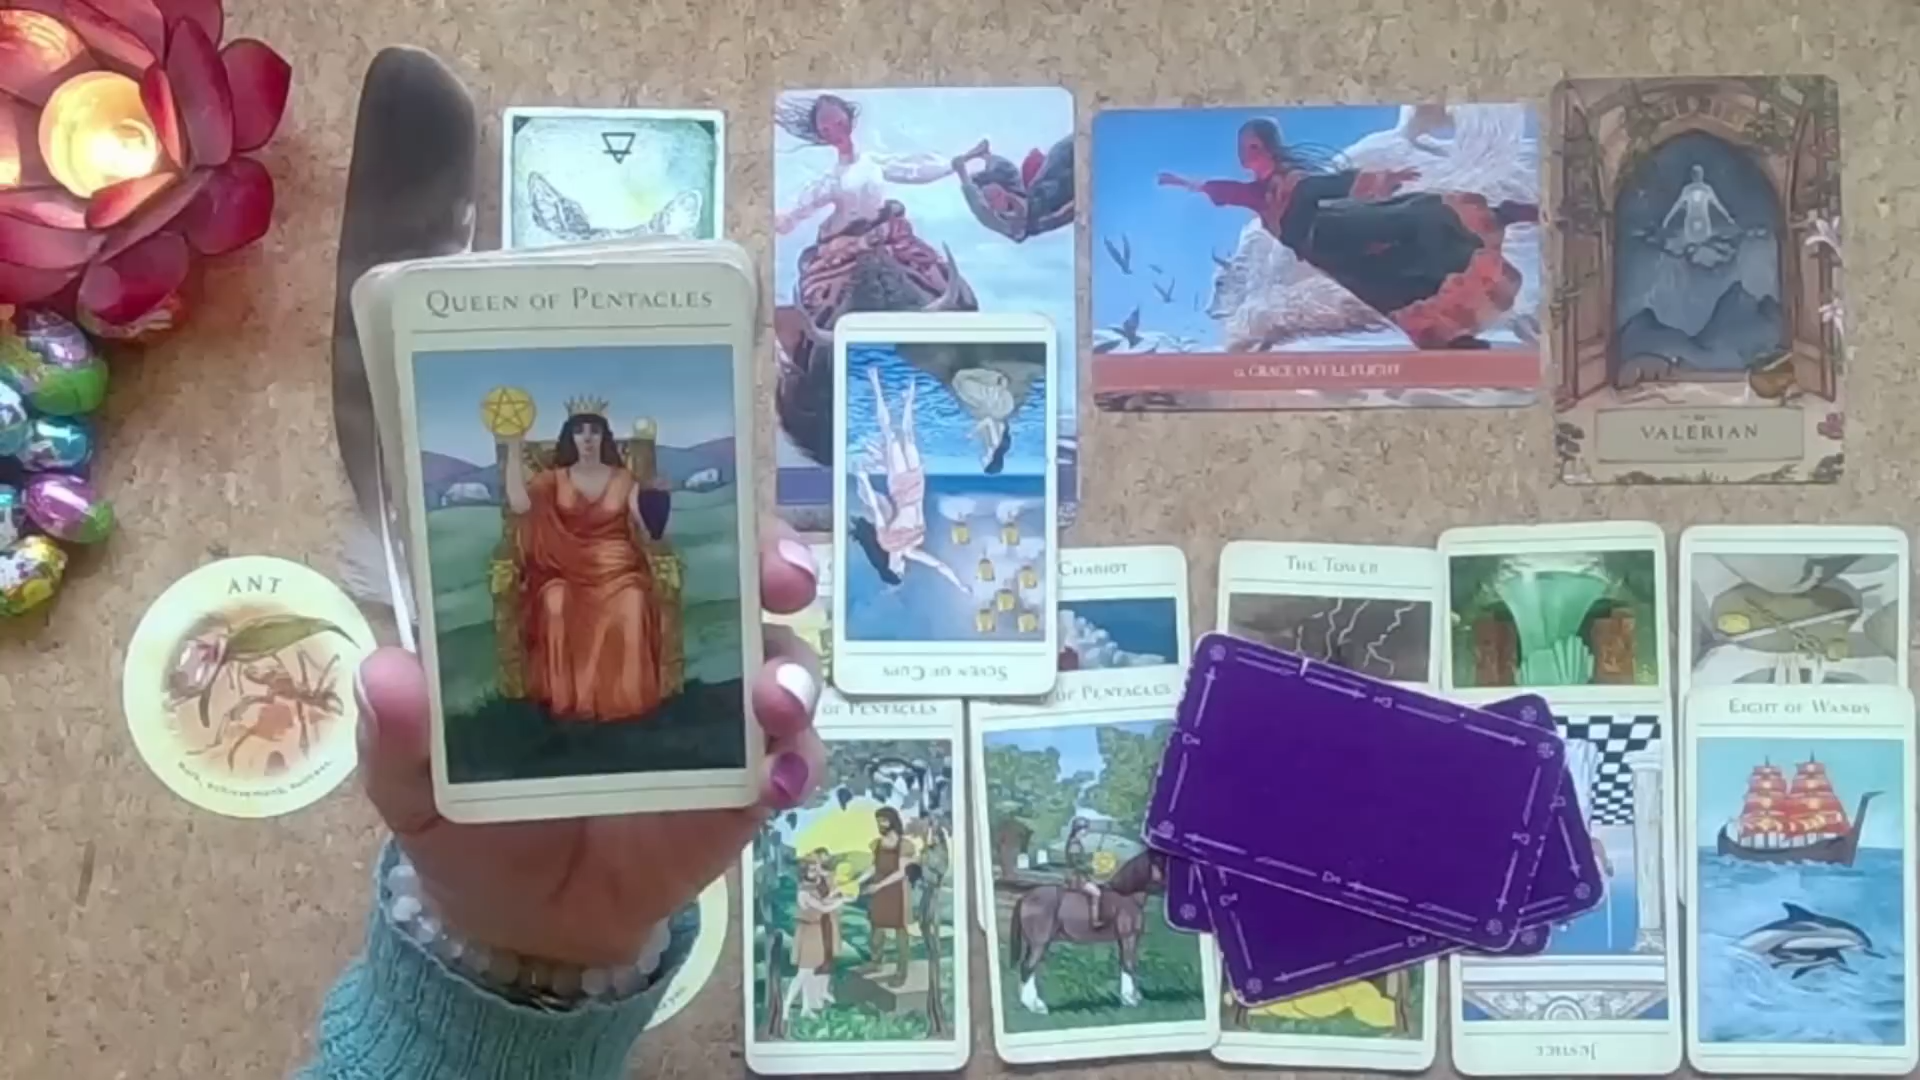 QUEEN OF PENTACLES
12. GRACE IN FULL FLIGHT
VALERIAN
ANT
SEVEN OF CUPS
CHARIOT
THE TOWER
OF PENTACLES
OF PENTACLES
EIGHT OF WANDS
JUSTICE